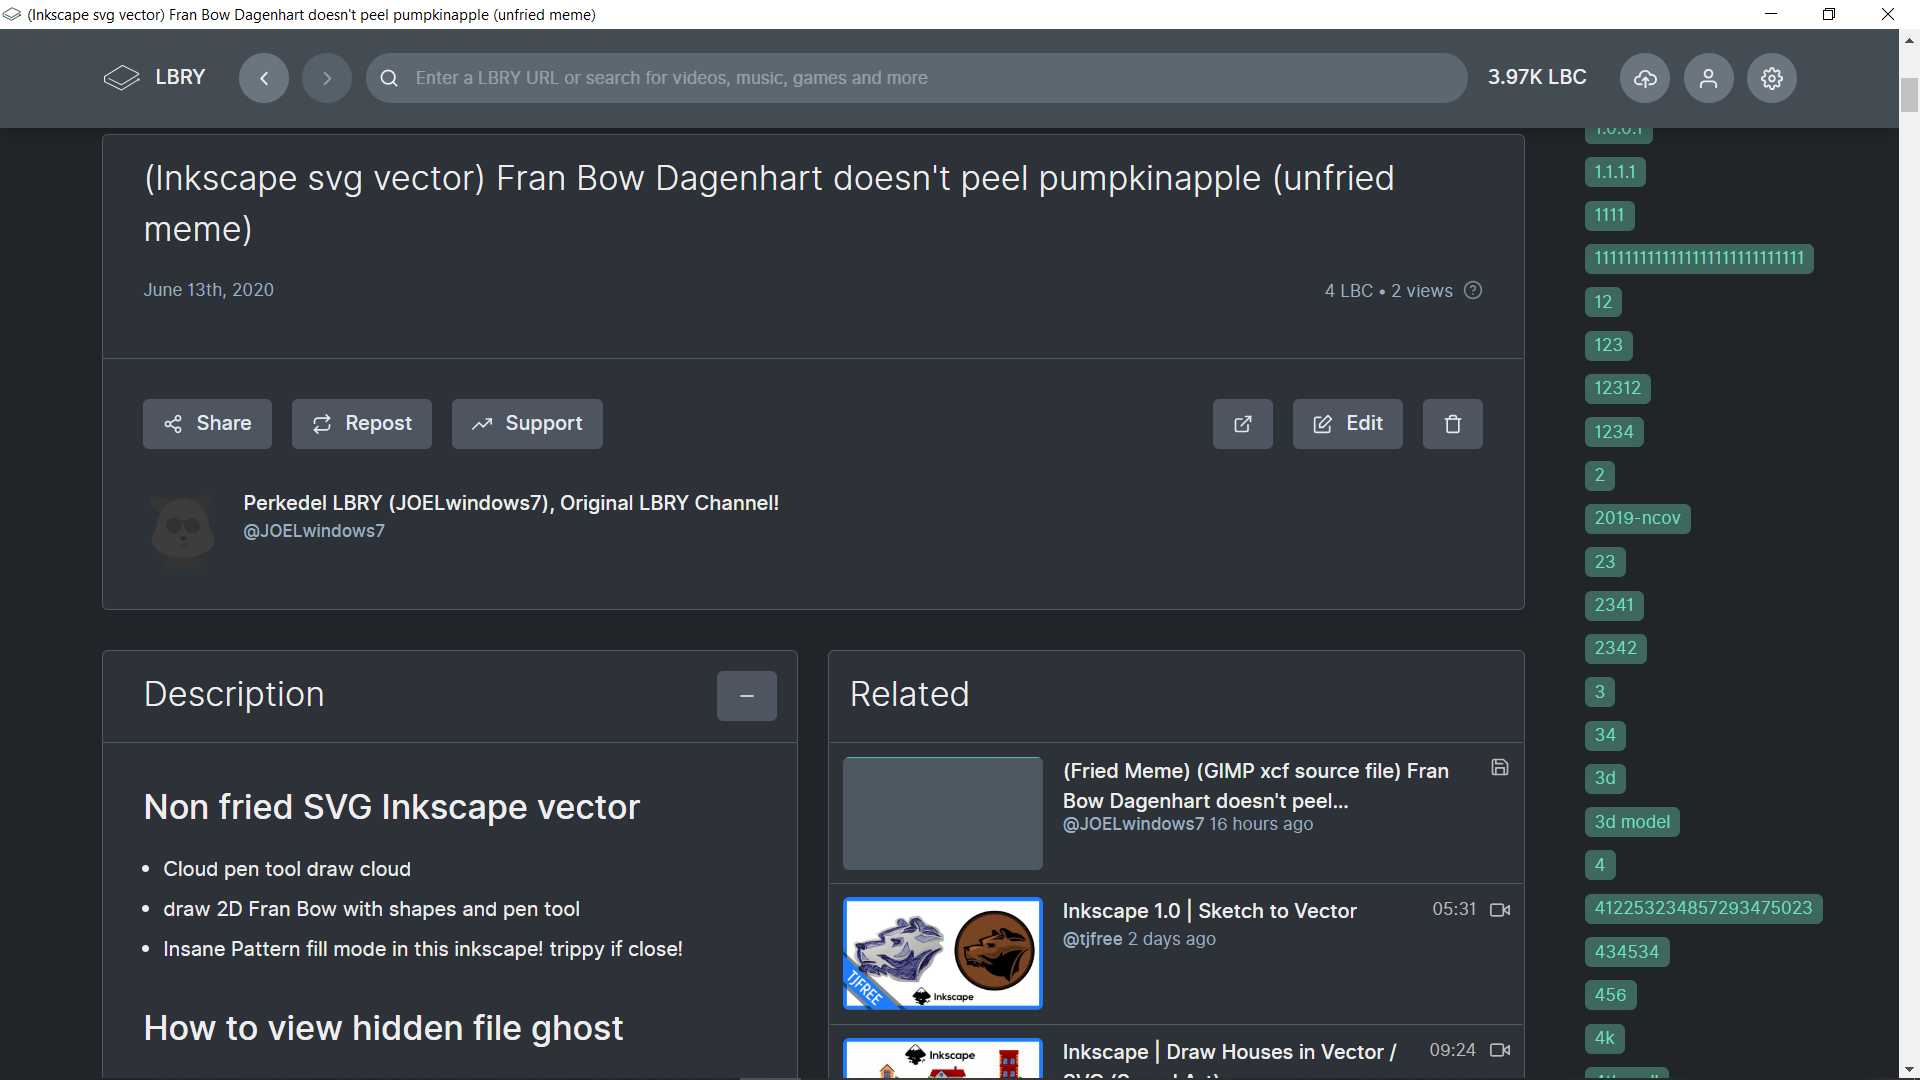 (Inkscape svg vector) Fran Bow Dagenhart doesn't peel pumpkinapple (unfried meme)
LBRY
Enter a LBRY URL or search for videos, music, games and more
3.97K LBC
(Inkscape svg vector) Fran Bow Dagenhart doesn't peel pumpkinapple (unfried
meme)
June 13th, 2020
4 LBC • 2 views
Share
Repost
Support
Edit
Perkedel LBRY (JOELwindows7), Original LBRY Channel!
@JOELwindows7
Description
Non fried SVG Inkscape vector
• Cloud pen tool draw cloud
• draw 2D Fran Bow with shapes and pen tool
• Insane Pattern fill mode in this inkscape! trippy if close!
How to view hidden file ghost
Related
(Fried Meme) (GIMP xcf source file) Fran
Bow Dagenhart doesn't peel...
@JOELwindows7 16 hours ago
TJFREE
Inkscape
Inkscape 1.0 | Sketch to Vector
05:31
@tjfree 2 days ago
Inkscape
Inkscape | Draw Houses in Vector /
09:24
1.0.0.1
1.1.1.1
1111
12
123
12312
1234
2
2019-ncov
23
2341
2342
3
34
3d
3d model
4
412253234857293475023
434534
456
4k